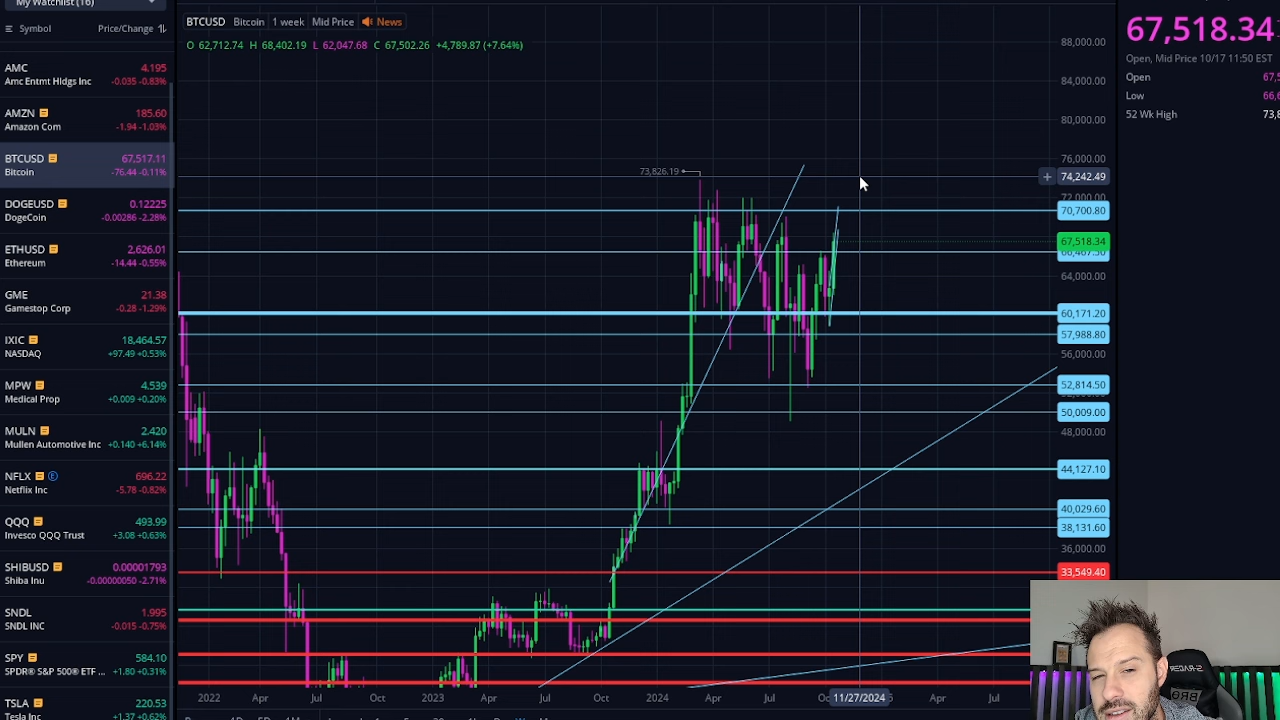 My Watchlist (16)
Symbol Price/Change
AMC 4.195
Amc Entmt Hldgs Inc -0.035 -0.83%
AMZN 185.60
Amazon Com -1.94 -1.03%
BTCUSD 67,517.11
Bitcoin -76.44 -0.11%
DOGEUSD 0.12225
DogeCoin -0.00286 -2.28%
ETHUSD 2,626.01
Ethereum -14.44 -0.55%
GME 21.38
Gamestop Corp -0.28 -1.29%
IXIC 18,464.57
NASDAQ +97.49 +0.53%
MPW 4.539
Medical Prop +0.009 +0.20%
MULN 2.420
Mullen Automotive Inc +0.140 +6.14%
NFLX E 696.22
Netflix Inc -5.78 -0.82%
QQQ 493.99
Invesco QQQ Trust +3.08 +0.63%
SHIBUSD 0.00001793
Shiba Inu -0.00000050 -2.71%
SNDL 1.995
SNDL INC -0.015 -0.75%
SPY 584.10
SPDR® S&P 500® ETF ... +1.80 +0.31%
TSLA 220.53
Tesla Inc +1.37 +0.62%
BTCUSD Bitcoin 1 week Mid Price News
O 62,712.74 H 68,402.19 L 62,047.68 C 67,502.26 +4,789.87 (+7.64%)
73,826.19
88,000.00
84,000.00
80,000.00
76,000.00
74,242.49
72,000.00
70,700.80
67,518.34
64,000.00
60,171.20
57,988.80
56,000.00
52,814.50
50,009.00
48,000.00
44,127.10
40,029.60
38,131.60
36,000.00
33,549.40
2022 Apr Jul Oct 2023 Apr Jul Oct 2024 Apr Jul 11/27/2024 Apr Jul
67,518.34
Open, Mid Price 10/17 11:50 EST
Open
Low
52 Wk High